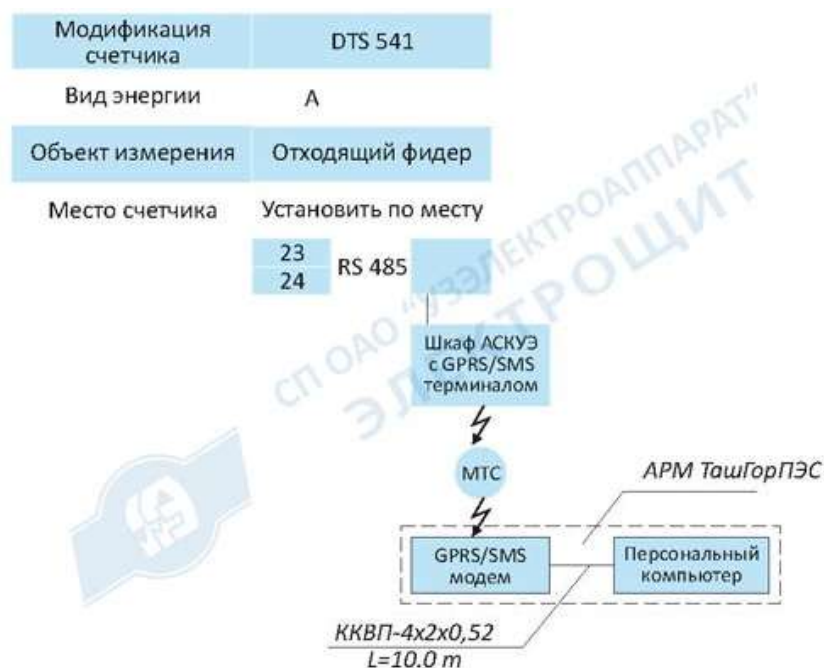 Модификация
счетчика
DTS 541
Вид энергии
А
Объект измерения
Отходящий фидер
Место счетчика
Установить по месту
23
24
RS 485
Шкаф АСКУЭ
с GPRS/SMS
терминалом
МТС
АРМ ТашГорПЭС
GPRS/SMS
модем
Персональный
компьютер
ККВП-4х2х0,52
L=10.0 m
СП ОАО "УЗЭЛЕКТРОАППАРАТ"
ЭЛЕКТРОЩИТ